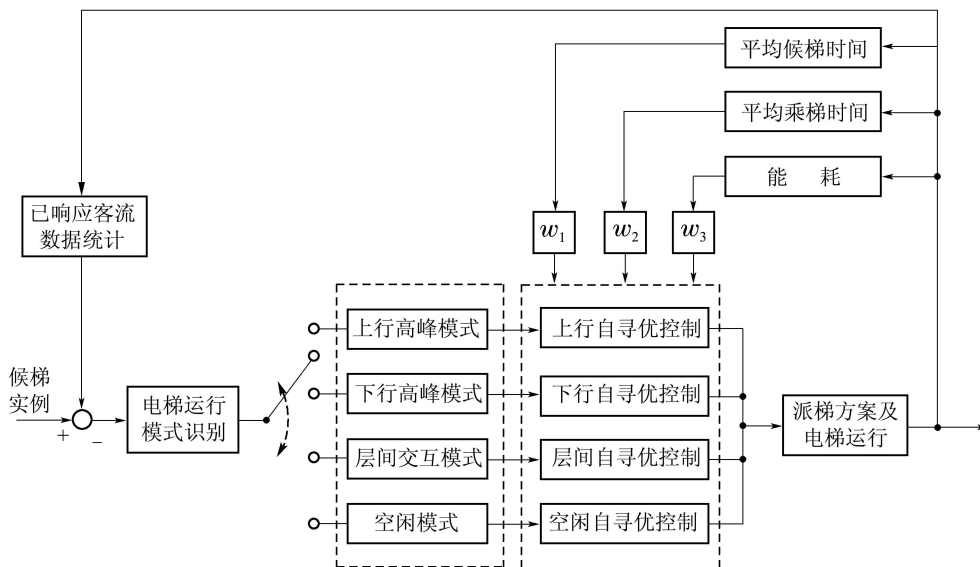 平均候梯时间
平均乘梯时间
能 耗
已响应客流
数据统计
w₁
w₂
w₃
上行高峰模式
上行自寻优控制
候梯
实例
+
−
电梯运行
模式识别
下行高峰模式
下行自寻优控制
派梯方案及
电梯运行
层间交互模式
层间自寻优控制
空闲模式
空闲自寻优控制